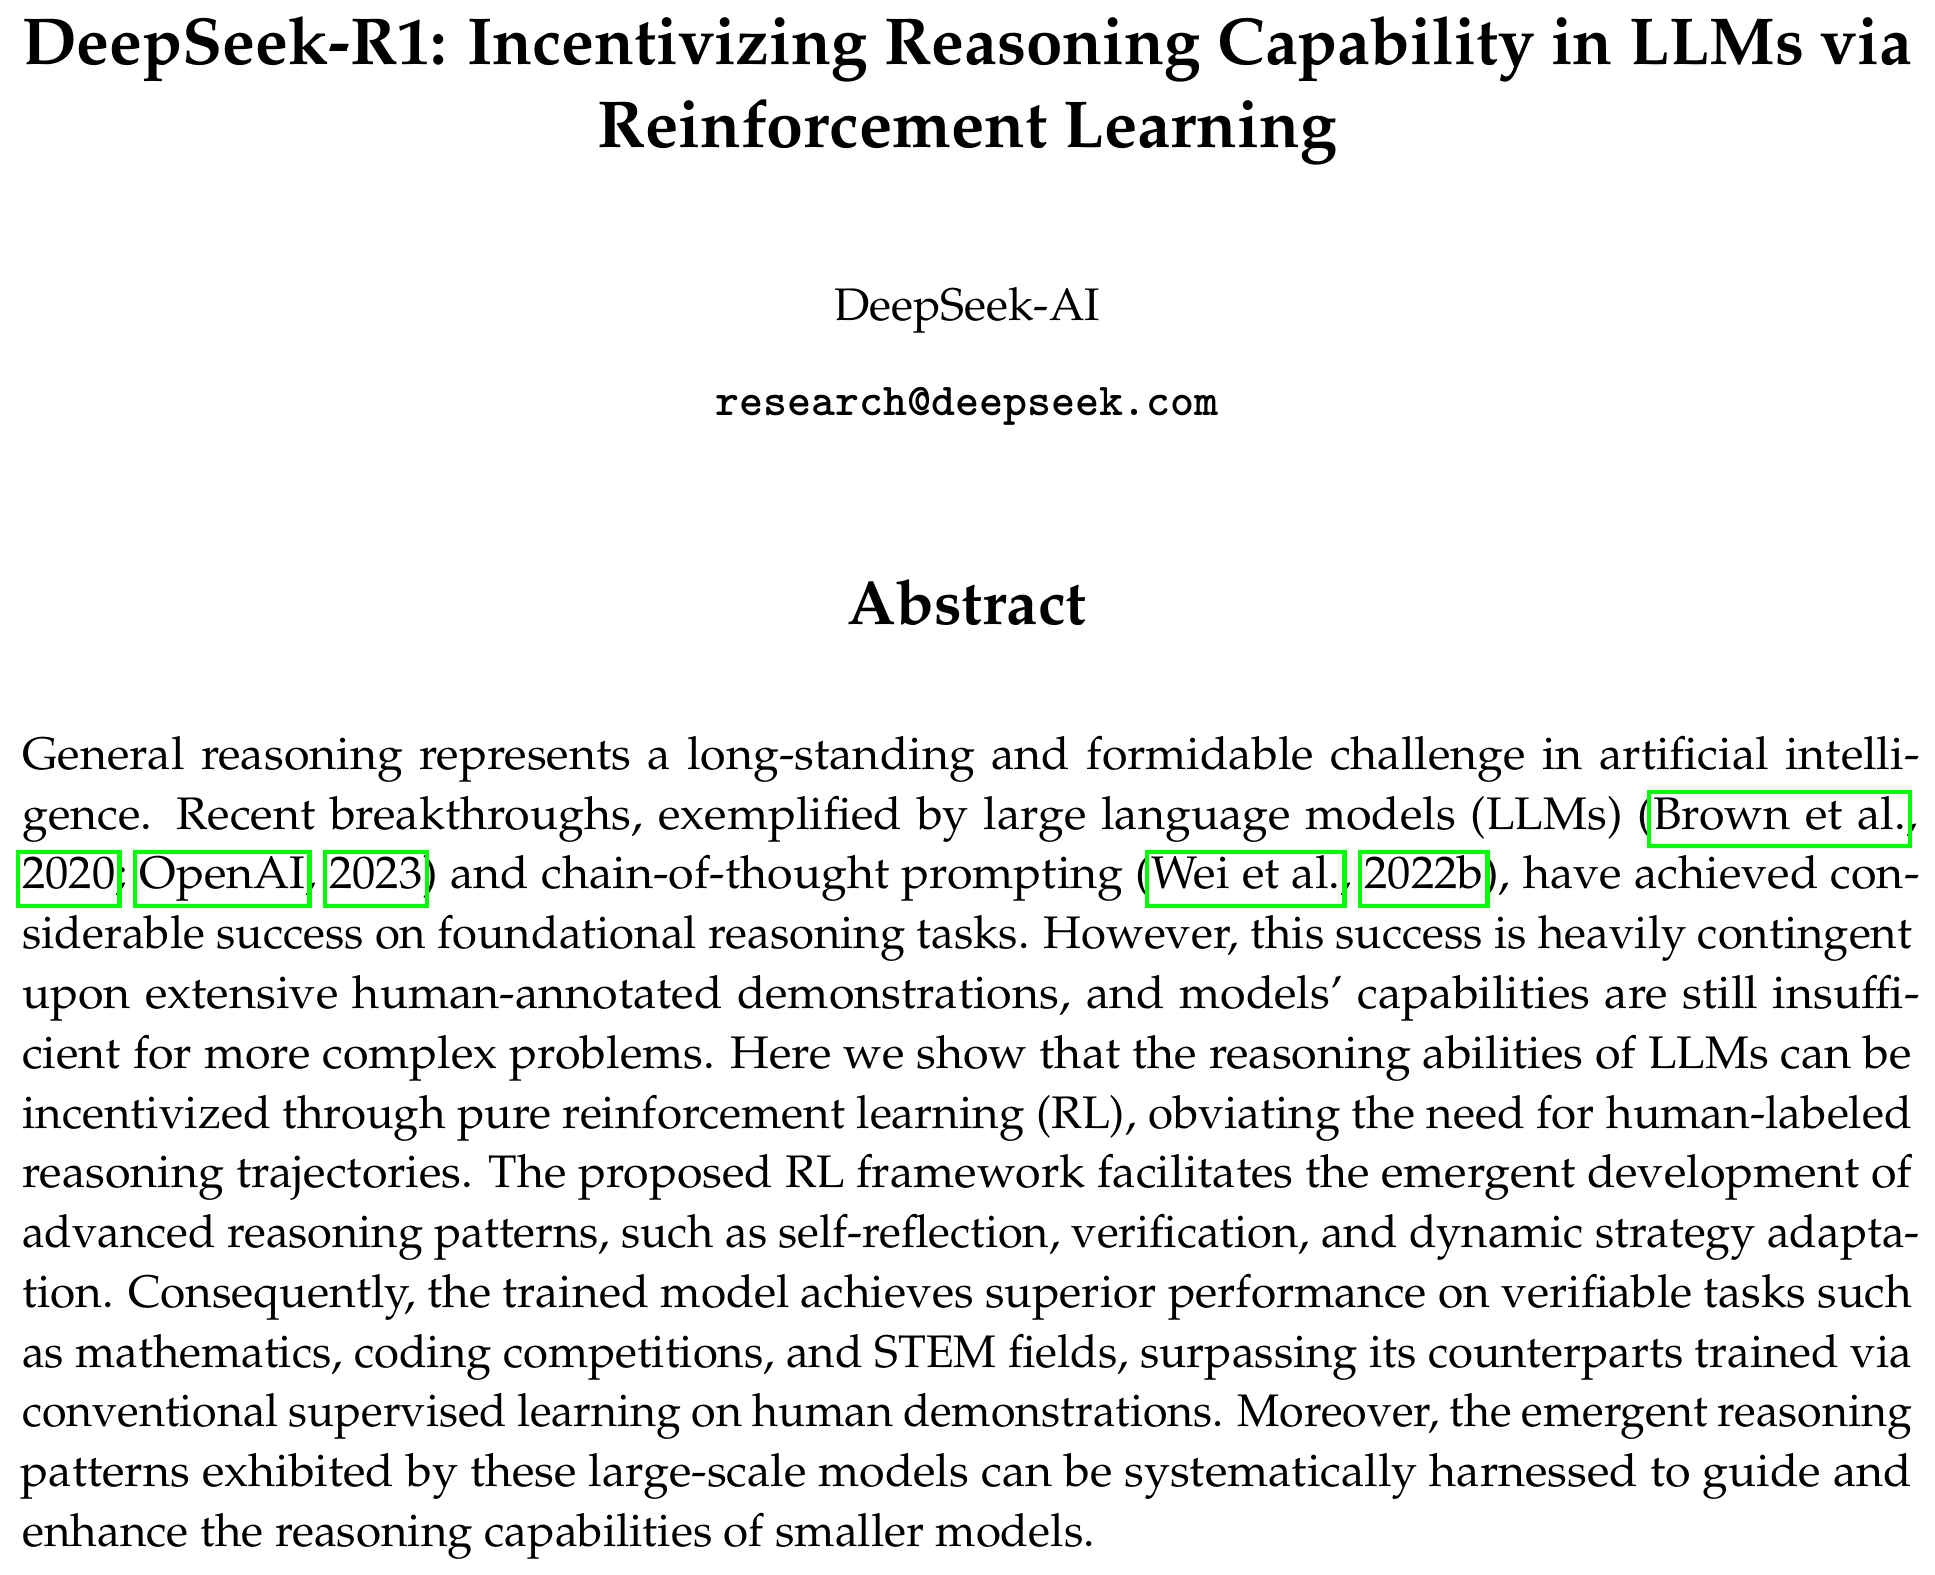 DeepSeek-R1: Incentivizing Reasoning Capability in LLMs via
Reinforcement Learning
DeepSeek-AI
research@deepseek.com
Abstract
General reasoning represents a long-standing and formidable challenge in artificial intelli-
gence. Recent breakthroughs, exemplified by large language models (LLMs) (Brown et al.,
2020; OpenAI, 2023) and chain-of-thought prompting (Wei et al., 2022b), have achieved con-
siderable success on foundational reasoning tasks. However, this success is heavily contingent
upon extensive human-annotated demonstrations, and models’ capabilities are still insuffi-
cient for more complex problems. Here we show that the reasoning abilities of LLMs can be
incentivized through pure reinforcement learning (RL), obviating the need for human-labeled
reasoning trajectories. The proposed RL framework facilitates the emergent development of
advanced reasoning patterns, such as self-reflection, verification, and dynamic strategy adapta-
tion. Consequently, the trained model achieves superior performance on verifiable tasks such
as mathematics, coding competitions, and STEM fields, surpassing its counterparts trained via
conventional supervised learning on human demonstrations. Moreover, the emergent reasoning
patterns exhibited by these large-scale models can be systematically harnessed to guide and
enhance the reasoning capabilities of smaller models.